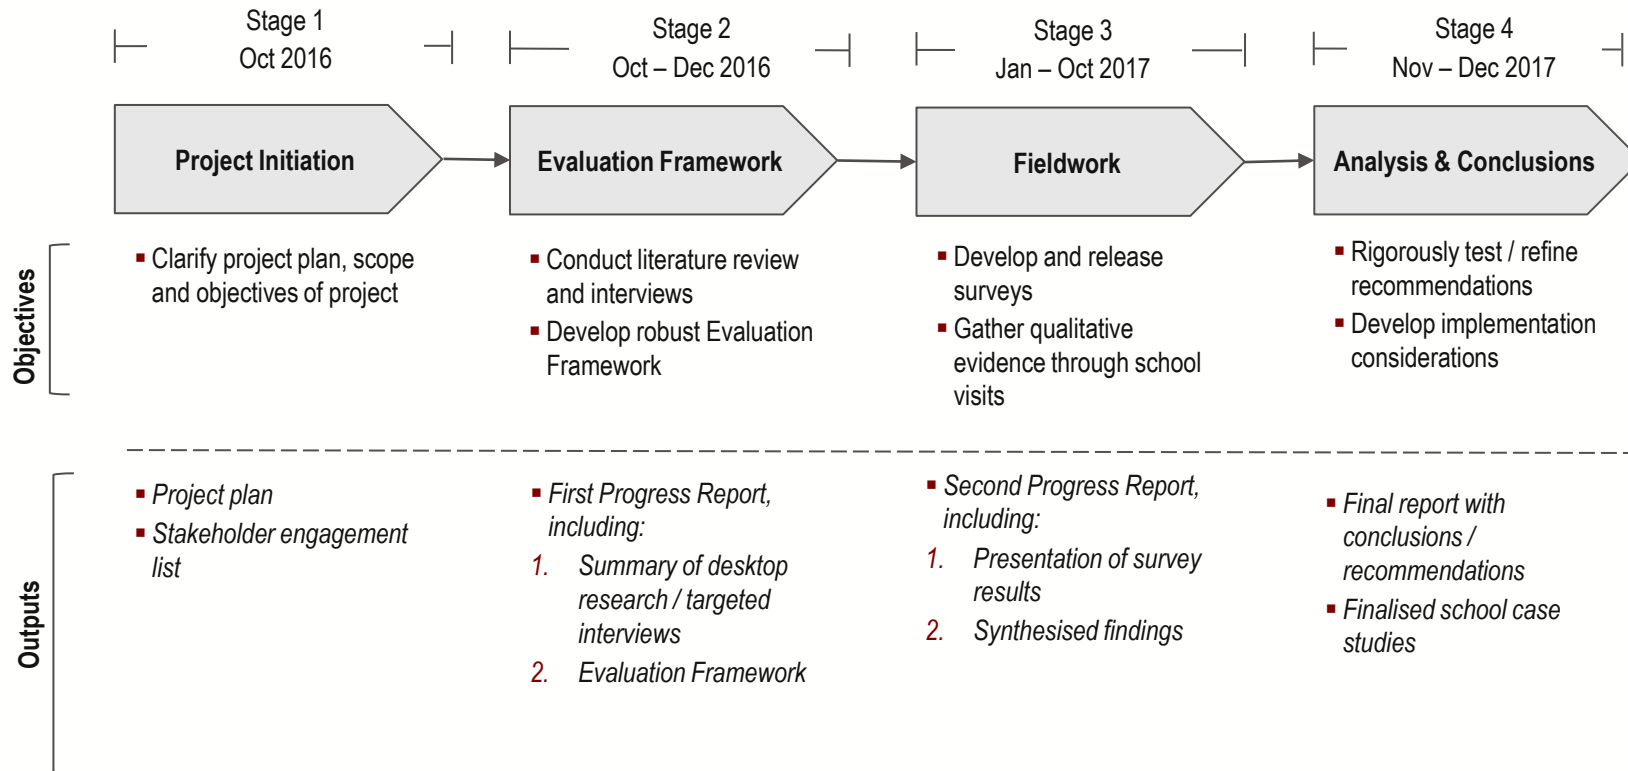 Stage 1
Oct 2016
Stage 2
Oct – Dec 2016
Stage 3
Jan – Oct 2017
Stage 4
Nov – Dec 2017
Project Initiation
Evaluation Framework
Fieldwork
Analysis & Conclusions
Objectives
▪ Clarify project plan, scope
and objectives of project
▪ Conduct literature review
and interviews
▪ Develop robust Evaluation
Framework
▪ Develop and release
surveys
▪ Gather qualitative
evidence through school
visits
▪ Rigorously test / refine
recommendations
▪ Develop implementation
considerations
Outputs
▪ Project plan
▪ Stakeholder engagement
list
▪ First Progress Report,
including:
1. Summary of desktop
research / targeted
interviews
2. Evaluation Framework
▪ Second Progress Report,
including:
1. Presentation of survey
results
2. Synthesised findings
▪ Final report with
conclusions /
recommendations
▪ Finalised school case
studies